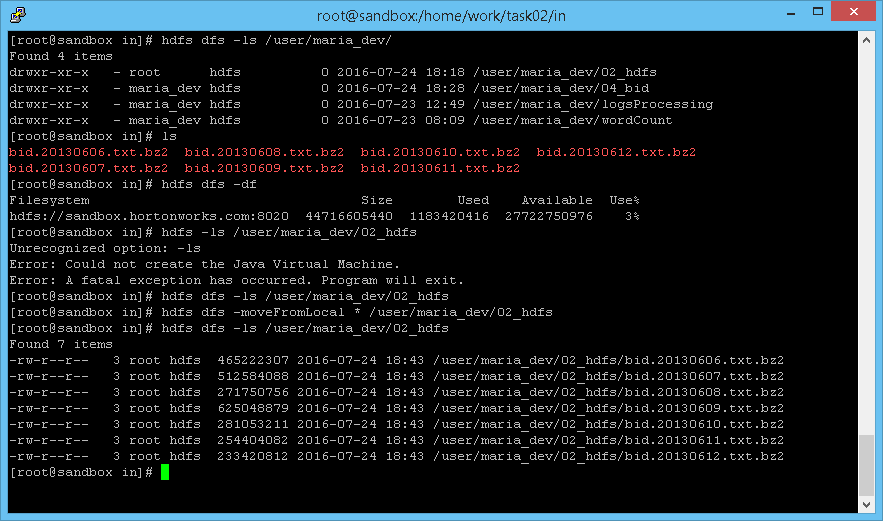 root@sandbox:/home/work/task02/in
[root@sandbox in]# hdfs dfs -ls /user/maria_dev/
Found 4 items
drwxr-xr-x   - root      hdfs          0 2016-07-24 18:18 /user/maria_dev/02_hdfs
drwxr-xr-x   - maria_dev hdfs          0 2016-07-24 18:28 /user/maria_dev/04_bid
drwxr-xr-x   - maria_dev hdfs          0 2016-07-23 12:49 /user/maria_dev/logsProcessing
drwxr-xr-x   - maria_dev hdfs          0 2016-07-23 08:09 /user/maria_dev/wordCount
[root@sandbox in]# ls
bid.20130606.txt.bz2  bid.20130608.txt.bz2  bid.20130610.txt.bz2  bid.20130612.txt.bz2
bid.20130607.txt.bz2  bid.20130609.txt.bz2  bid.20130611.txt.bz2
[root@sandbox in]# hdfs dfs -df
Filesystem                                  Size        Used    Available  Use%
hdfs://sandbox.hortonworks.com:8020  44716605440  1183420416  27722750976    3%
[root@sandbox in]# hdfs -ls /user/maria_dev/02_hdfs
Unrecognized option: -ls
Error: Could not create the Java Virtual Machine.
Error: A fatal exception has occurred. Program will exit.
[root@sandbox in]# hdfs dfs -ls /user/maria_dev/02_hdfs
[root@sandbox in]# hdfs dfs -moveFromLocal * /user/maria_dev/02_hdfs
[root@sandbox in]# hdfs dfs -ls /user/maria_dev/02_hdfs
Found 7 items
-rw-r--r--   3 root hdfs  465222307 2016-07-24 18:43 /user/maria_dev/02_hdfs/bid.20130606.txt.bz2
-rw-r--r--   3 root hdfs  512584088 2016-07-24 18:43 /user/maria_dev/02_hdfs/bid.20130607.txt.bz2
-rw-r--r--   3 root hdfs  271750756 2016-07-24 18:43 /user/maria_dev/02_hdfs/bid.20130608.txt.bz2
-rw-r--r--   3 root hdfs  625048879 2016-07-24 18:43 /user/maria_dev/02_hdfs/bid.20130609.txt.bz2
-rw-r--r--   3 root hdfs  281053211 2016-07-24 18:43 /user/maria_dev/02_hdfs/bid.20130610.txt.bz2
-rw-r--r--   3 root hdfs  254404082 2016-07-24 18:43 /user/maria_dev/02_hdfs/bid.20130611.txt.bz2
-rw-r--r--   3 root hdfs  233420812 2016-07-24 18:43 /user/maria_dev/02_hdfs/bid.20130612.txt.bz2
[root@sandbox in]#